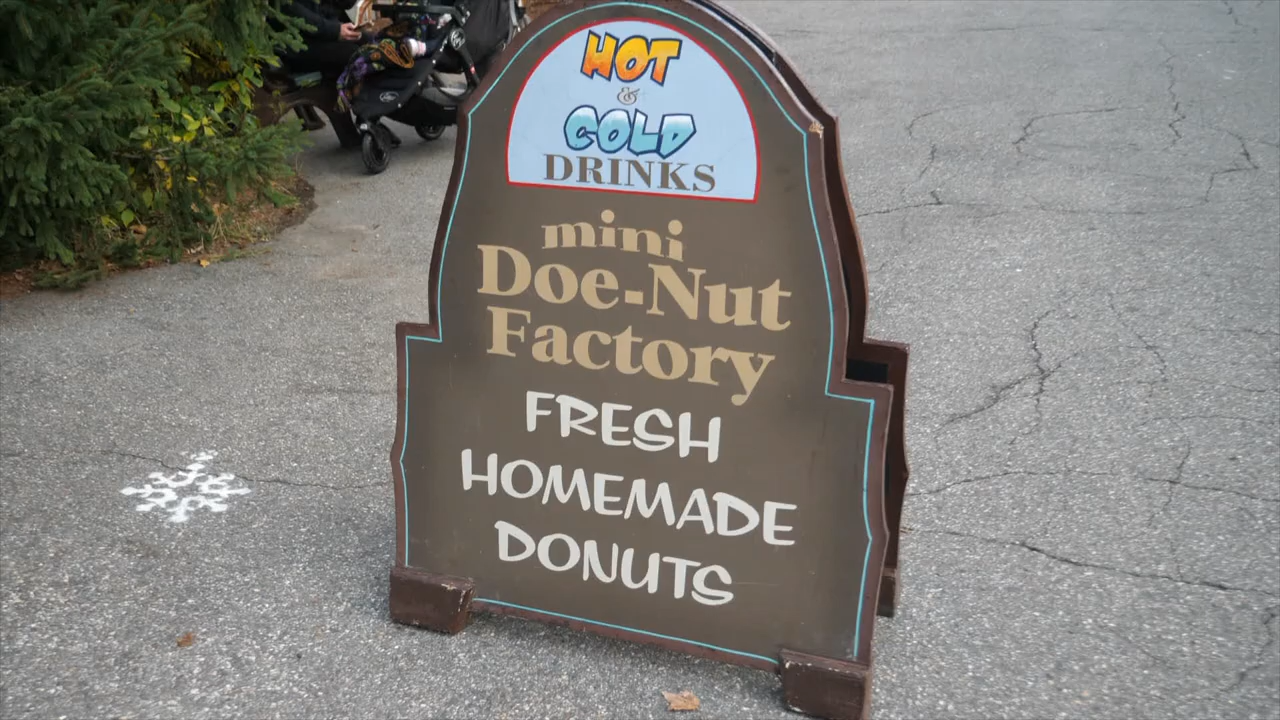 HOT
&
COLD
DRINKS
mini
Doe-Nut
Factory
FRESH
HOMEMADE
DONUTS